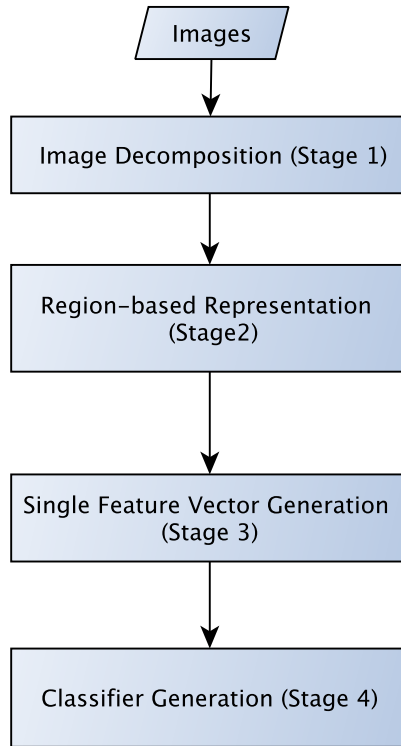 Images
Image Decomposition (Stage 1)
Region-based Representation
(Stage2)
Single Feature Vector Generation
(Stage 3)
Classifier Generation (Stage 4)